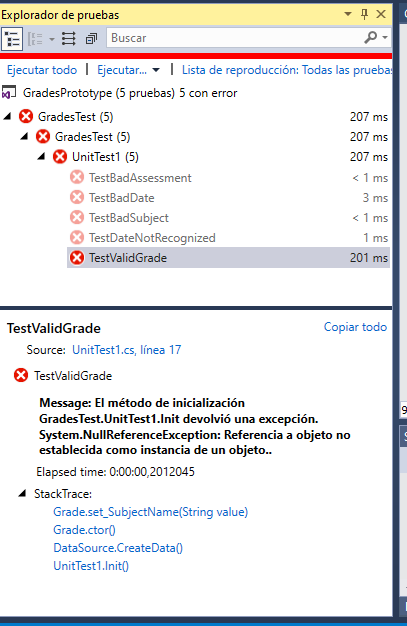 Explorador de pruebas
Buscar
Ejecutar todo | Ejecutar... | Lista de reproducción: Todas las pruebas
GradesPrototype (5 pruebas) 5 con error
GradesTest (5) 207 ms
GradesTest (5) 207 ms
UnitTest1 (5) 207 ms
TestBadAssessment < 1 ms
TestBadDate 3 ms
TestBadSubject < 1 ms
TestDateNotRecognized 1 ms
TestValidGrade 201 ms
TestValidGrade Copiar todo
Source: UnitTest1.cs, línea 17
TestValidGrade
Message: El método de inicialización
GradesTest.UnitTest1.Init devolvió una excepción.
System.NullReferenceException: Referencia a objeto no
establecida como instancia de un objeto..
Elapsed time: 0:00:00,2012045
StackTrace:
Grade.set_SubjectName(String value)
Grade.ctor()
DataSource.CreateData()
UnitTest1.Init()